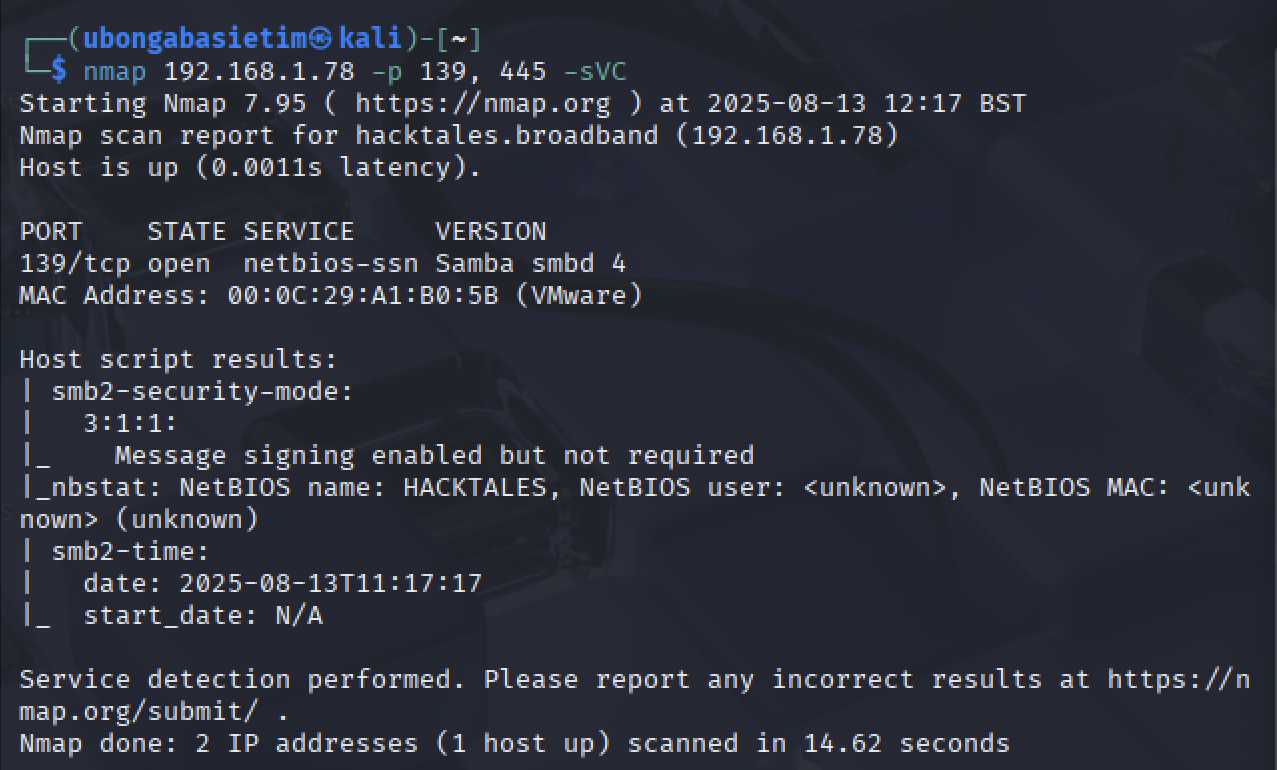 ┌──(ubongabasietim㉿kali)-[~]
└─$ nmap 192.168.1.78 -p 139, 445 -sVC
Starting Nmap 7.95 ( https://nmap.org ) at 2025-08-13 12:17 BST
Nmap scan report for hacktales.broadband (192.168.1.78)
Host is up (0.0011s latency).

PORT    STATE SERVICE     VERSION
139/tcp open  netbios-ssn Samba smbd 4
MAC Address: 00:0C:29:A1:B0:5B (VMware)

Host script results:
| smb2-security-mode:
|   3:1:1:
|_    Message signing enabled but not required
|_nbstat: NetBIOS name: HACKTALES, NetBIOS user: <unknown>, NetBIOS MAC: <unk
nown> (unknown)
| smb2-time:
|   date: 2025-08-13T11:17:17
|_  start_date: N/A

Service detection performed. Please report any incorrect results at https://n
map.org/submit/ .
Nmap done: 2 IP addresses (1 host up) scanned in 14.62 seconds